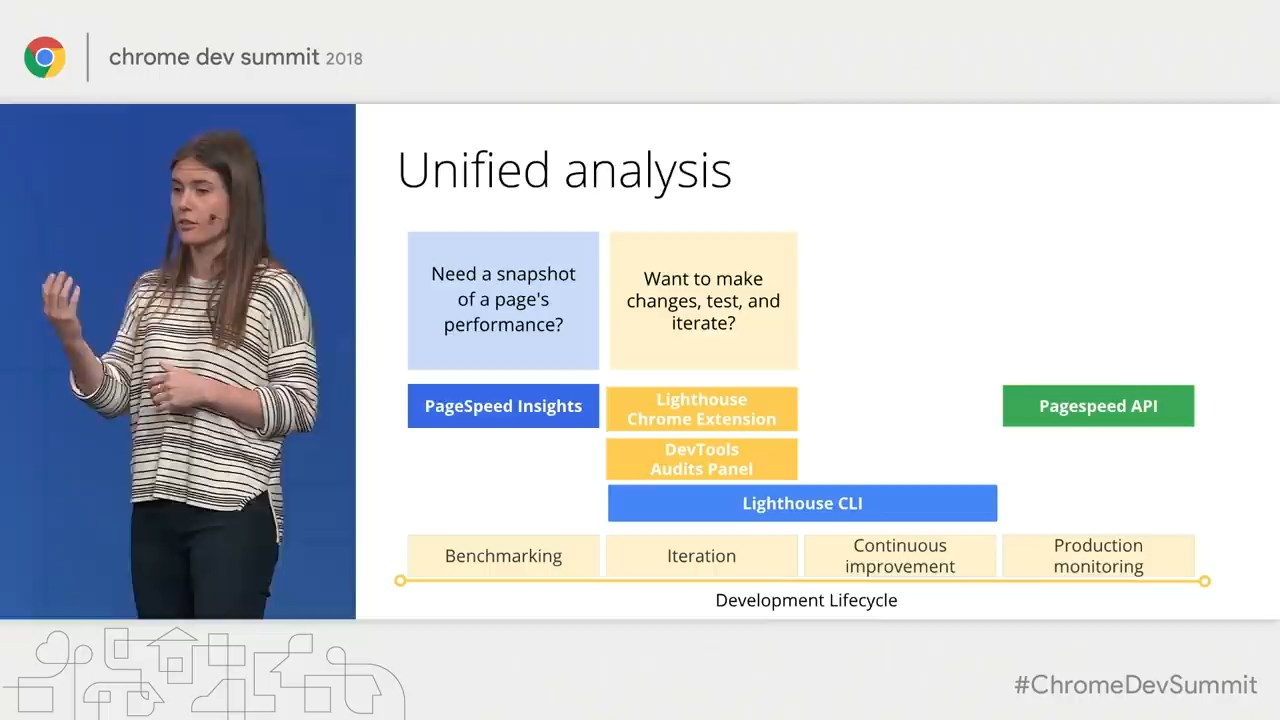 chrome dev summit 2018
Unified analysis
Need a snapshot
of a page's
performance?
Want to make
changes, test, and
iterate?
PageSpeed Insights
Lighthouse
Chrome Extension
DevTools
Audits Panel
Lighthouse CLI
Pagespeed API
Benchmarking
Iteration
Continuous
improvement
Production
monitoring
Development Lifecycle
#ChromeDevSummit